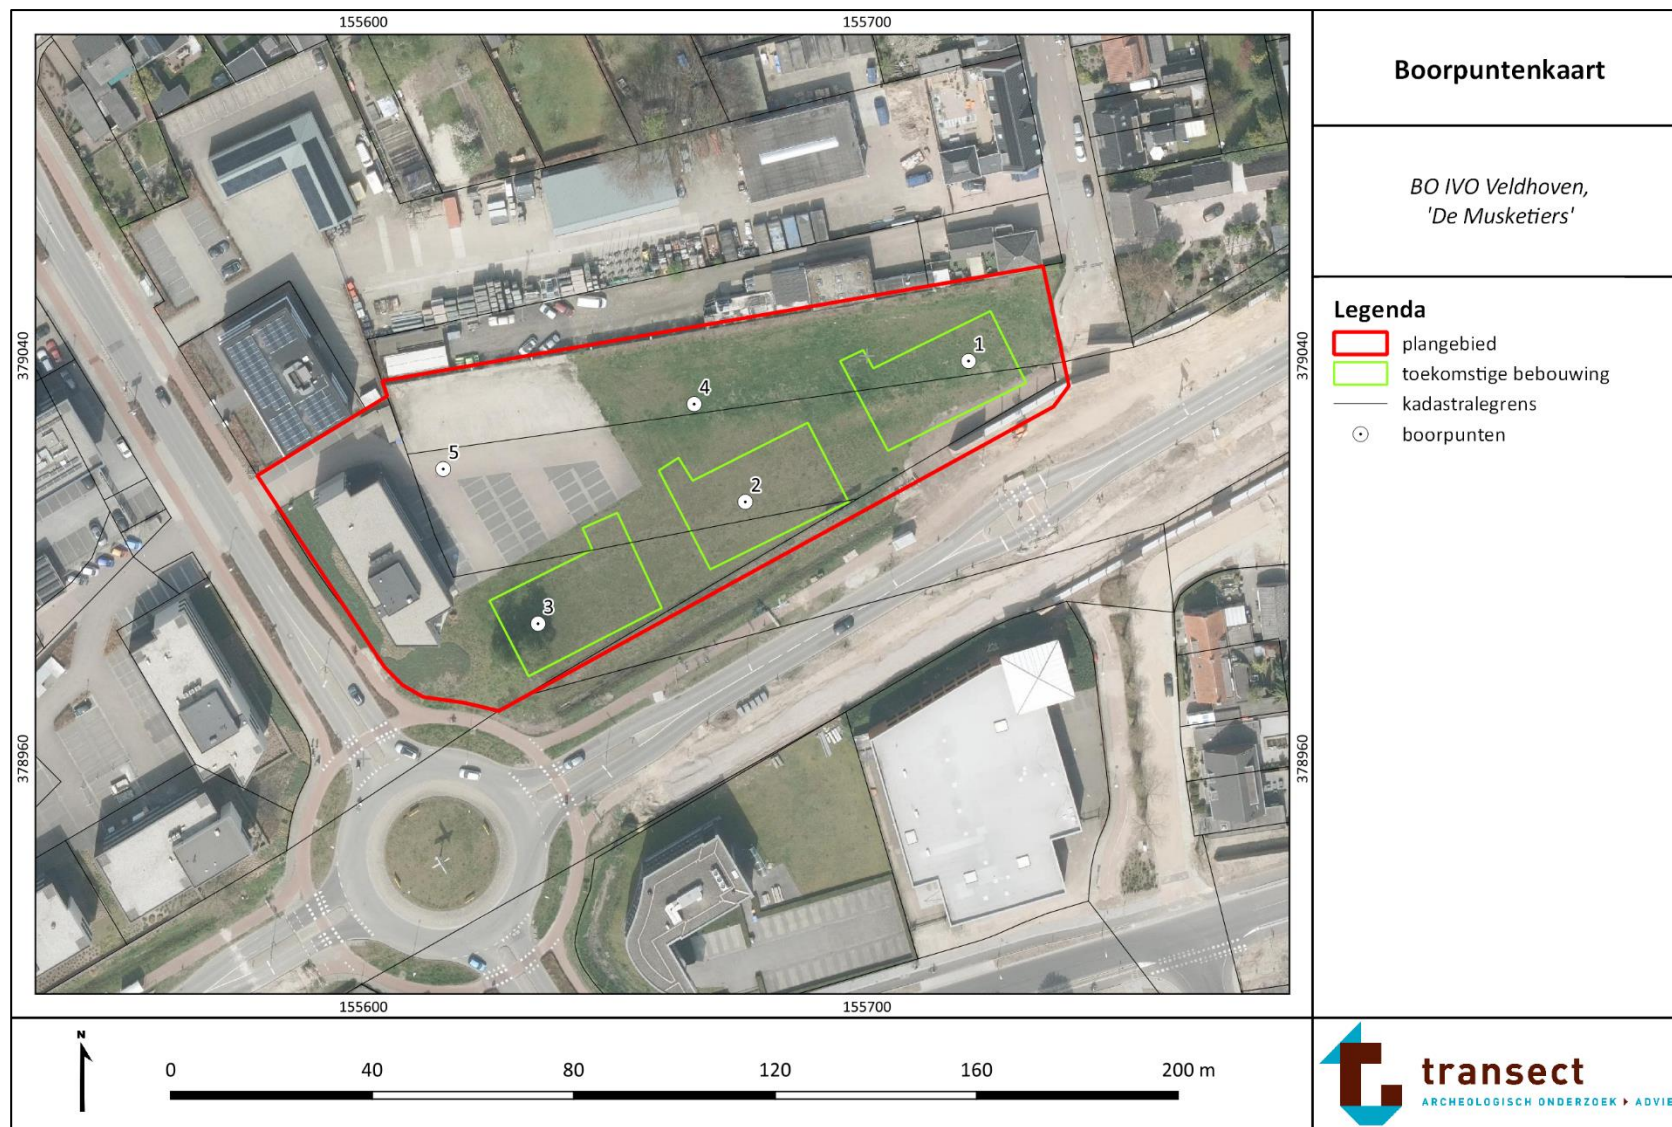 155600
155700
379040
379040
378960
378960
155600
155700
1
4
5
2
3
Boorpuntenkaart
BO IVO Veldhoven,
'De Musketiers'
Legenda
plangebied
toekomstige bebouwing
kadastralegrens
boorpunten
N
0 40 80 120 160 200 m
transect
ARCHEOLOGISCH ONDERZOEK ADVIE